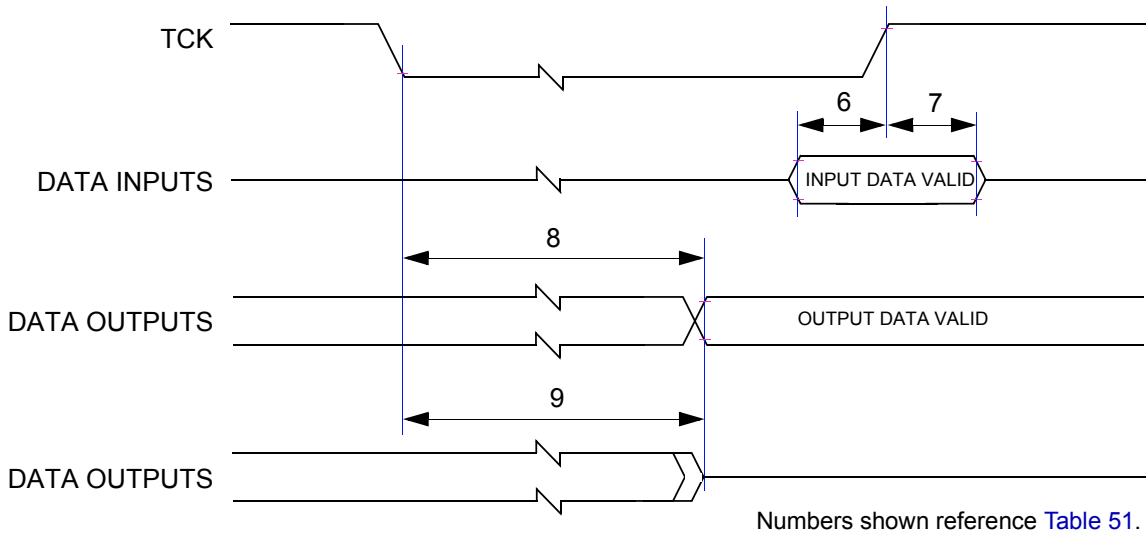 TCK
6
7
DATA INPUTS
INPUT DATA VALID
8
DATA OUTPUTS
OUTPUT DATA VALID
9
DATA OUTPUTS
Numbers shown reference Table 51.